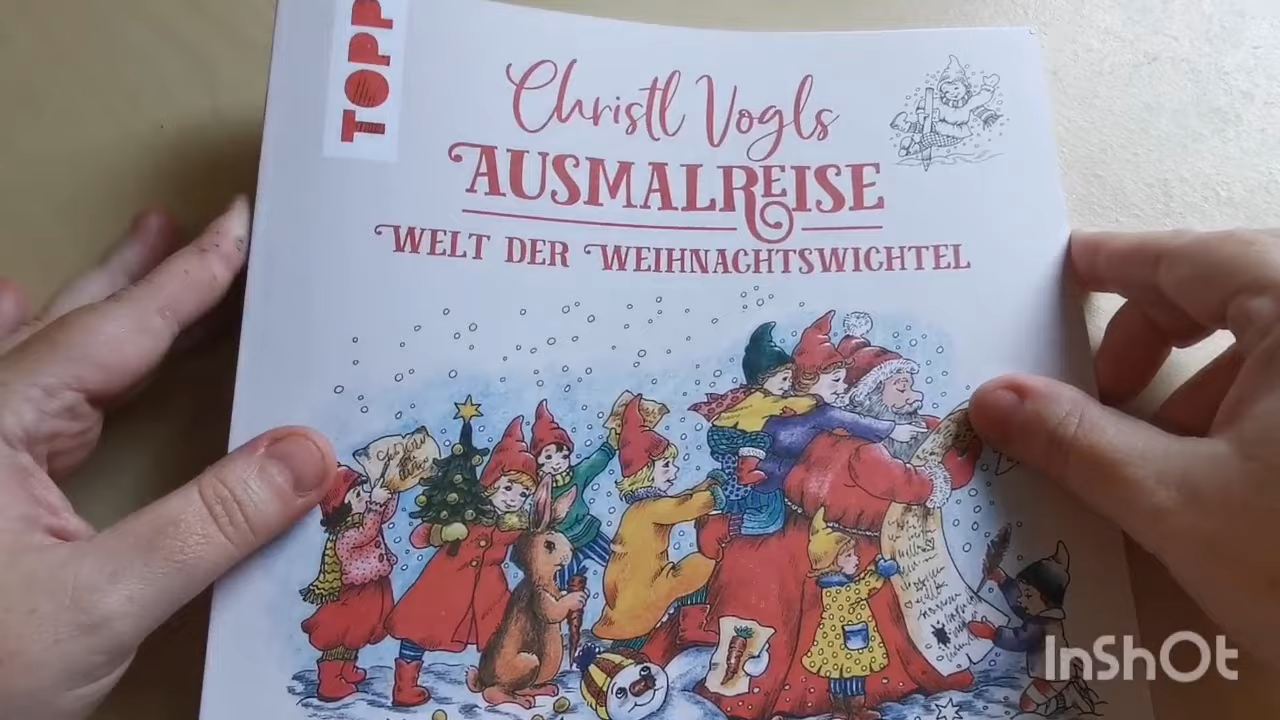 TOPP
Christl Vogls
AUSMALREISE
WELT DER WEIHNACHTSWICHTEL
InShOt